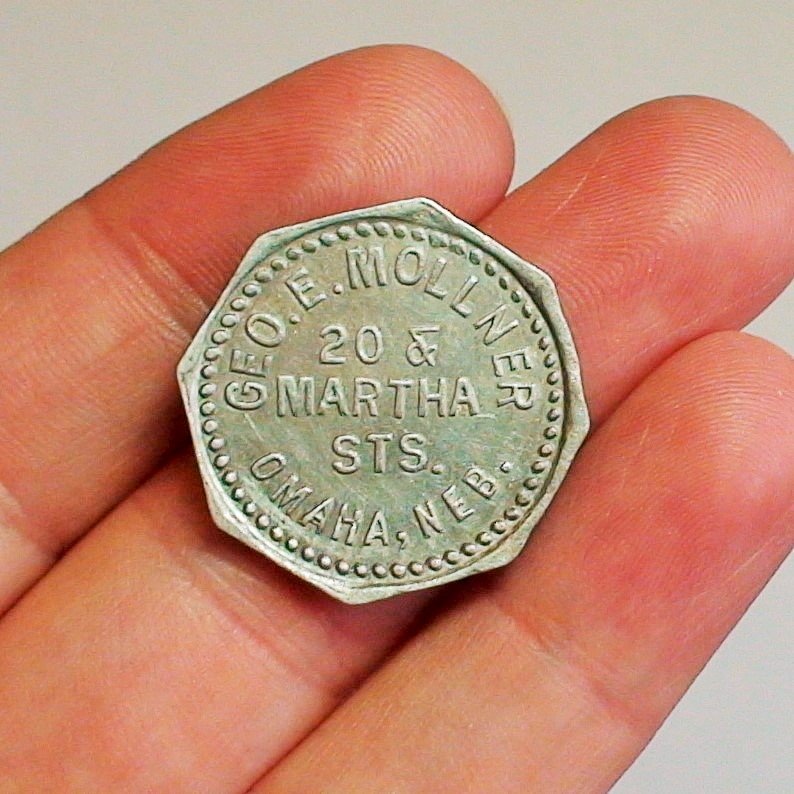 GEO. E. MOLLNER
20 &
MARTHA
STS.
OMAHA, NEB.